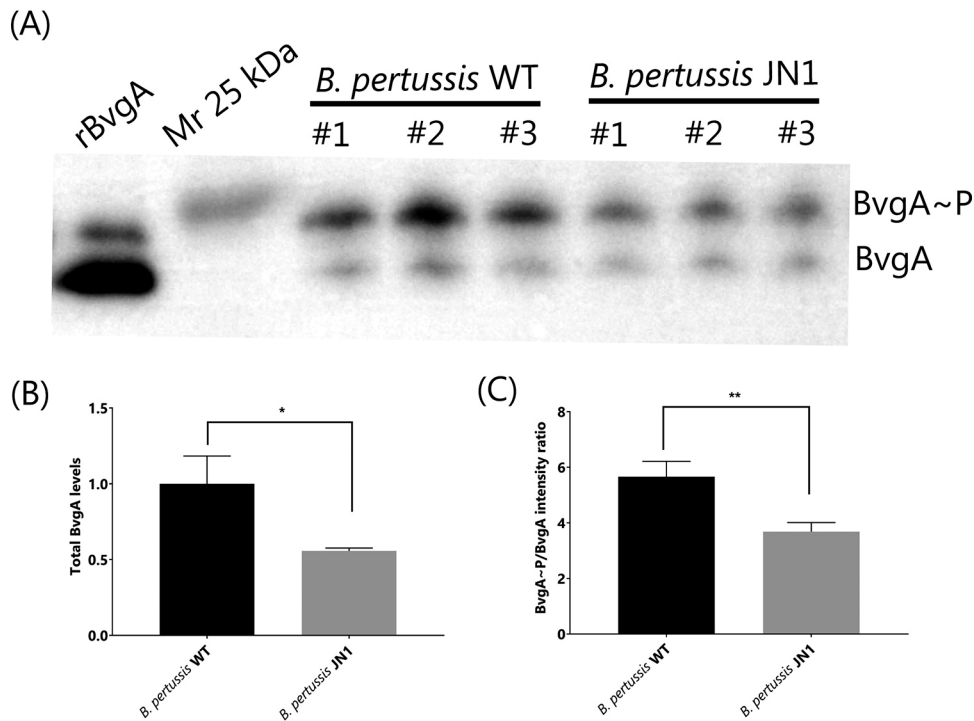 (A)
rBvgA
Mr 25 kDa
B. pertussis WT
B. pertussis JN1
#1 #2 #3 #1 #2 #3
BvgA~P
BvgA
(B)
Total BvgA levels
1.5
1.0
0.5
0.0
*
B. pertussis WT
B. pertussis JN1
(C)
BvgA~P/BvgA intensity ratio
8
6
4
2
0
**
B. pertussis WT
B. pertussis JN1